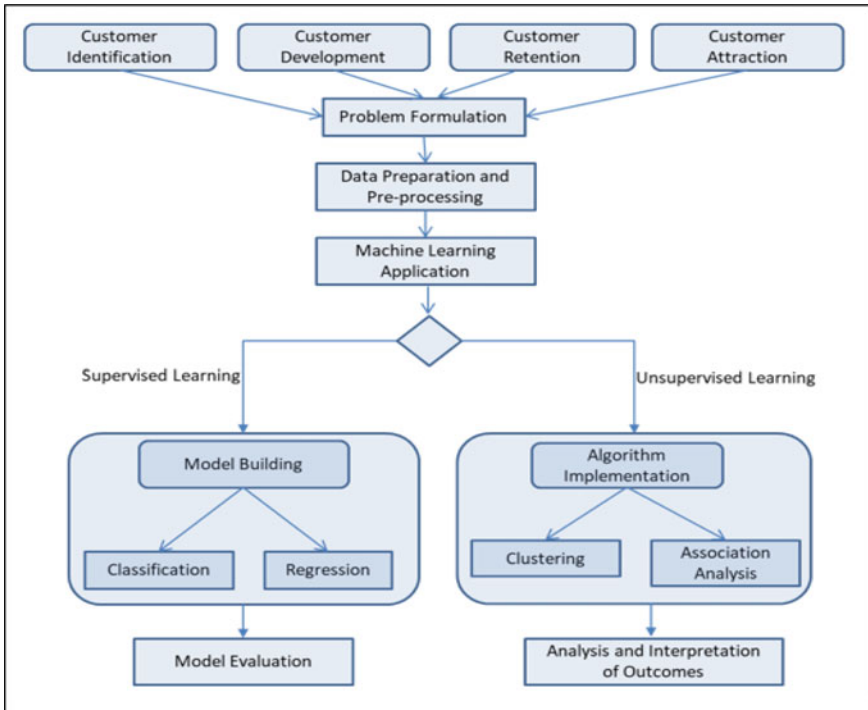 Customer
Identification
Customer
Development
Customer
Retention
Customer
Attraction
Problem Formulation
Data Preparation and
Pre-processing
Machine Learning
Application
Supervised Learning
Unsupervised Learning
Model Building
Classification
Regression
Algorithm
Implementation
Clustering
Association
Analysis
Model Evaluation
Analysis and Interpretation
of Outcomes